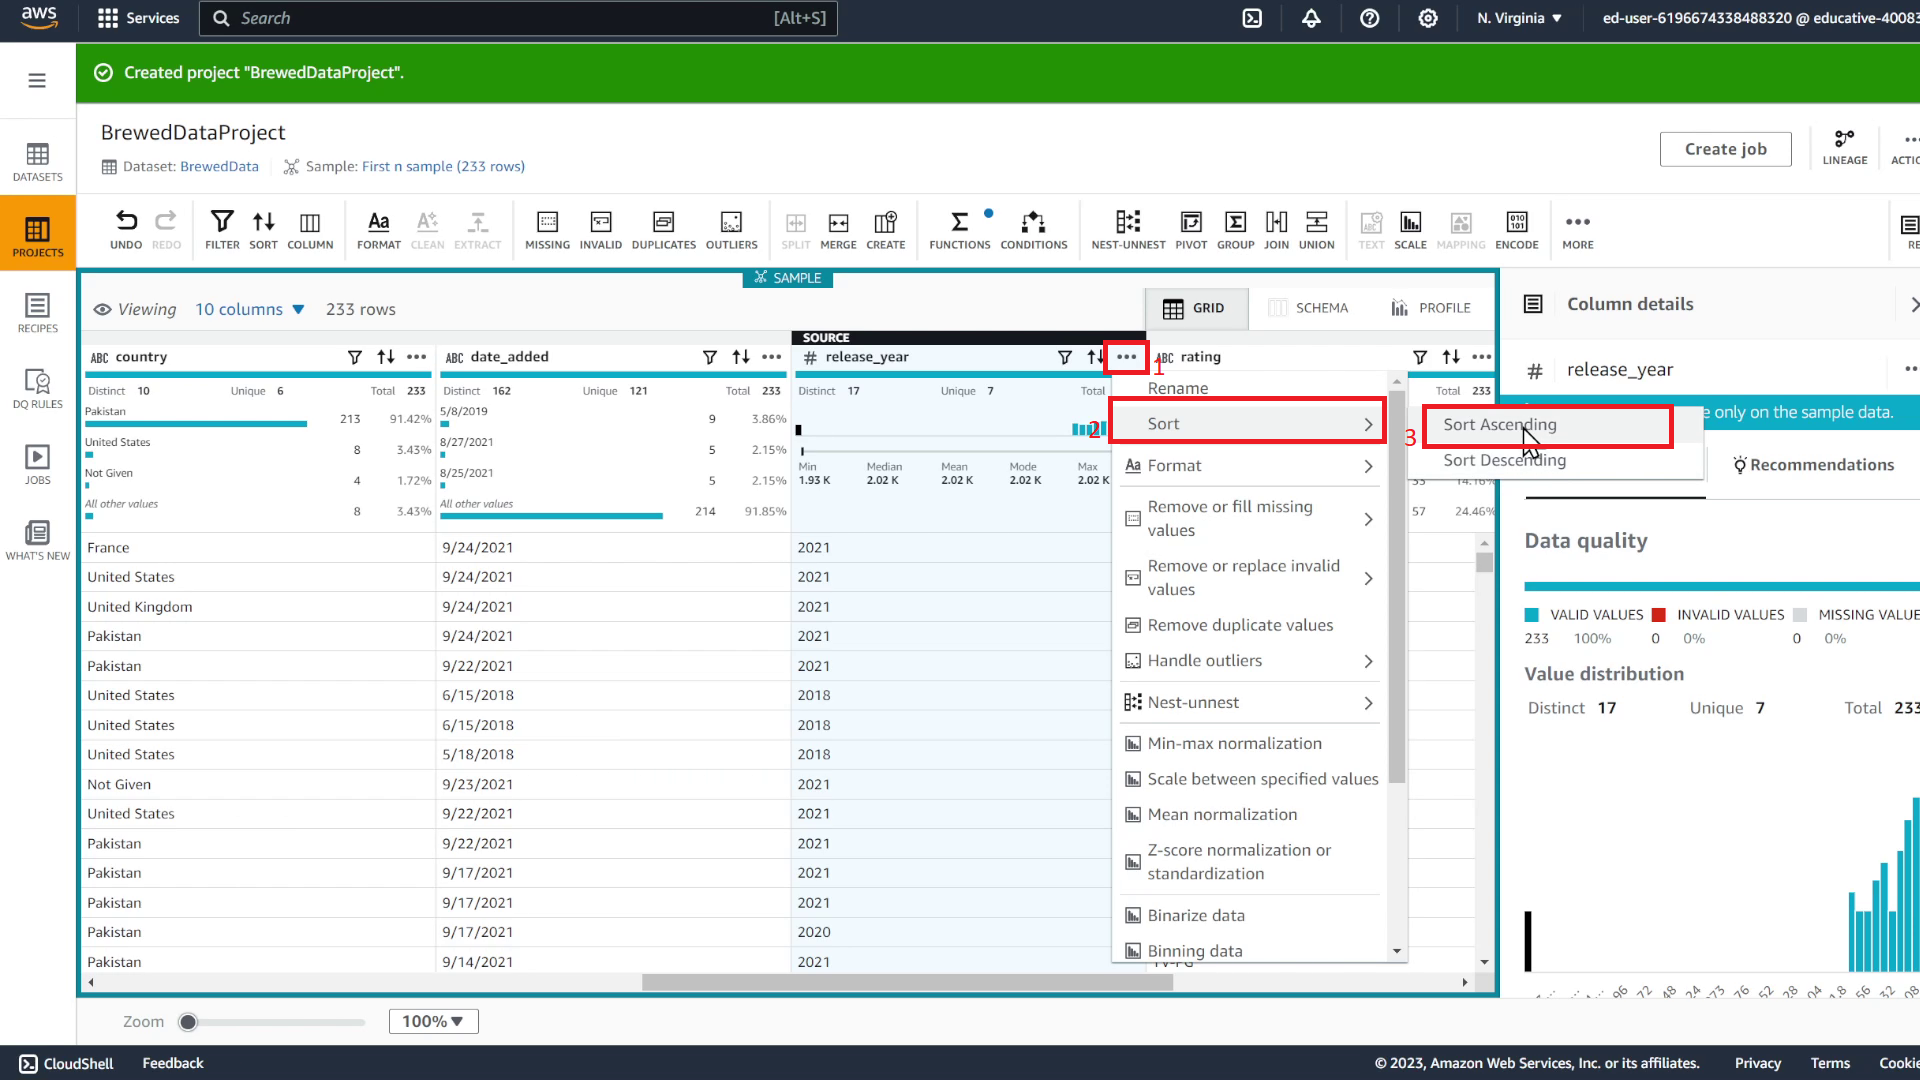 aws
Services
Search
[Alt+S]
N. Virginia ▼
ed-user-6196674338488320 @ educative-40083
Created project "BrewedDataProject".
BrewedDataProject
Dataset: BrewedData
Sample: First n sample (233 rows)
Create job
LINEAGE
ACTIO
DATASETS
PROJECTS
RECIPES
DQ RULES
JOBS
WHAT'S NEW
UNDO
REDO
FILTER
SORT
COLUMN
FORMAT
CLEAN
EXTRACT
MISSING
INVALID
DUPLICATES
OUTLIERS
SPLIT
MERGE
CREATE
FUNCTIONS
CONDITIONS
NEST-UNNEST
PIVOT
GROUP
JOIN
UNION
TEXT
SCALE
MAPPING
ENCODE
MORE
RE
SAMPLE
Viewing 10 columns ▼ 233 rows
GRID
SCHEMA
PROFILE
SOURCE
ABC country
ABC date_added
# release_year
ABC rating
Distinct 10 Unique 6 Total 233
Pakistan 213 91.42%
United States 8 3.43%
Not Given 4 1.72%
All other values 8 3.43%
Distinct 162 Unique 121 Total 233
5/8/2019 9 3.86%
8/27/2021 5 2.15%
8/25/2021 5 2.15%
All other values 214 91.85%
Distinct 17 Unique 7 Total
Min Median Mean Mode Max
1.93 K 2.02 K 2.02 K 2.02 K 2.02 K
Total 233
14.16%
57 24.46%
France 9/24/2021 2021
United States 9/24/2021 2021
United Kingdom 9/24/2021 2021
Pakistan 9/24/2021 2021
Pakistan 9/22/2021 2021
United States 6/15/2018 2018
United States 6/15/2018 2018
United States 5/18/2018 2018
Not Given 9/23/2021 2021
United States 9/22/2021 2021
Pakistan 9/22/2021 2021
Pakistan 9/17/2021 2021
Pakistan 9/17/2021 2021
Pakistan 9/17/2021 2020
Pakistan 9/14/2021 2021
1
Rename
2
Sort
Format
Remove or fill missing
values
Remove or replace invalid
values
Remove duplicate values
Handle outliers
Nest-unnest
Min-max normalization
Scale between specified values
Mean normalization
Z-score normalization or
standardization
Binarize data
Binning data
3
Sort Ascending
Sort Descending
Column details
# release_year
e only on the sample data.
Recommendations
Data quality
VALID VALUES INVALID VALUES MISSING VALUE
233 100% 0 0% 0 0%
Value distribution
Distinct 17 Unique 7 Total 233
Zoom
100% ▼
CloudShell
Feedback
© 2023, Amazon Web Services, Inc. or its affiliates.
Privacy
Terms
Cookie